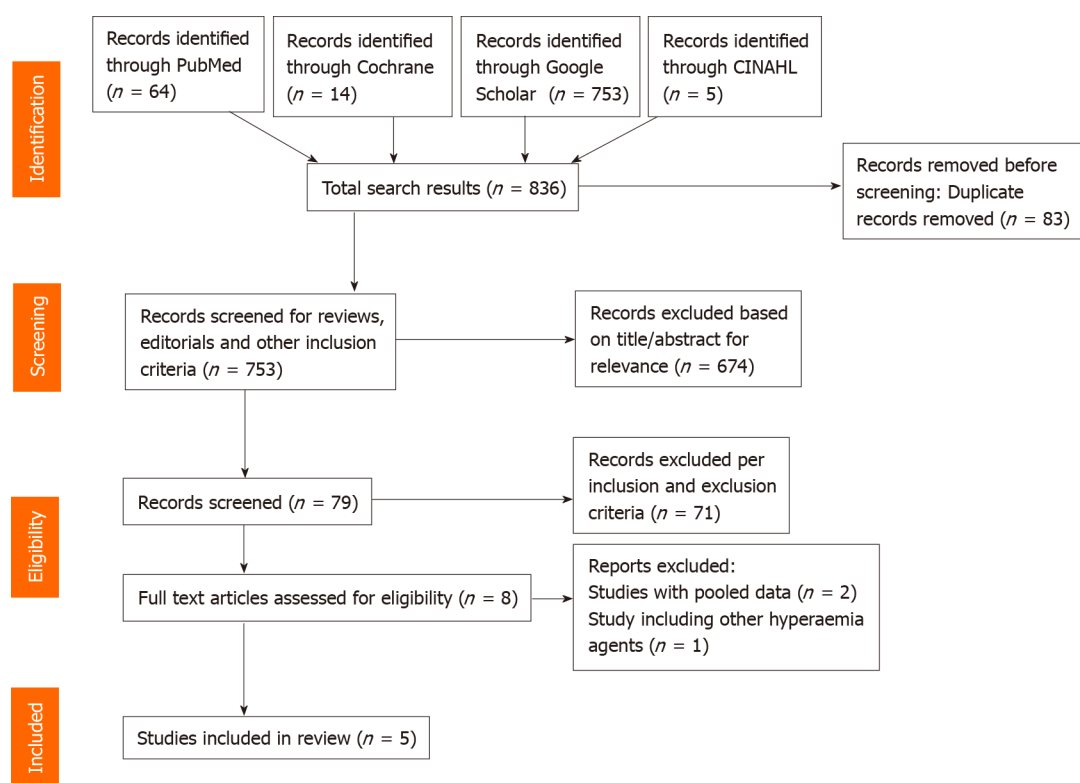 Identification
Records identified
through PubMed
(n = 64)
Records identified
through Cochrane
(n = 14)
Records identified
through Google
Scholar (n = 753)
Records identified
through CINAHL
(n = 5)
Total search results (n = 836)
Records removed before
screening: Duplicate
records removed (n = 83)
Screening
Records screened for reviews,
editorials and other inclusion
criteria (n = 753)
Records excluded based
on title/abstract for
relevance (n = 674)
Eligibility
Records screened (n = 79)
Records excluded per
inclusion and exclusion
criteria (n = 71)
Full text articles assessed for eligibility (n = 8)
Reports excluded:
Studies with pooled data (n = 2)
Study including other hyperaemia
agents (n = 1)
Included
Studies included in review (n = 5)